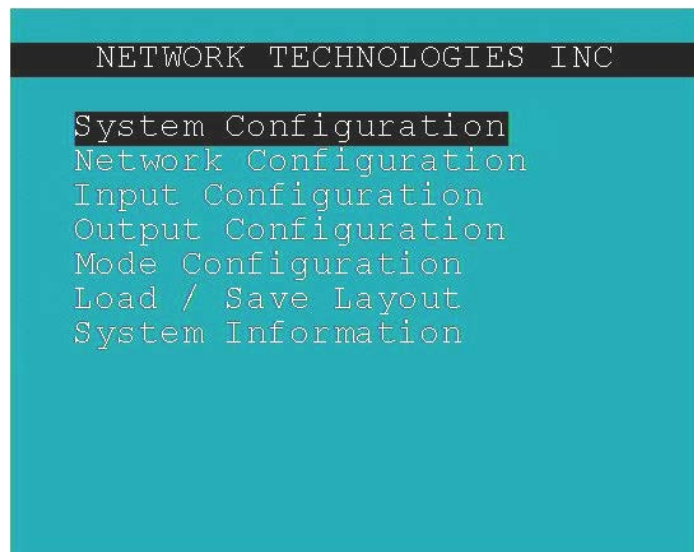 NETWORK TECHNOLOGIES INC
System Configuration
Network Configuration
Input Configuration
Output Configuration
Mode Configuration
Load / Save Layout
System Information